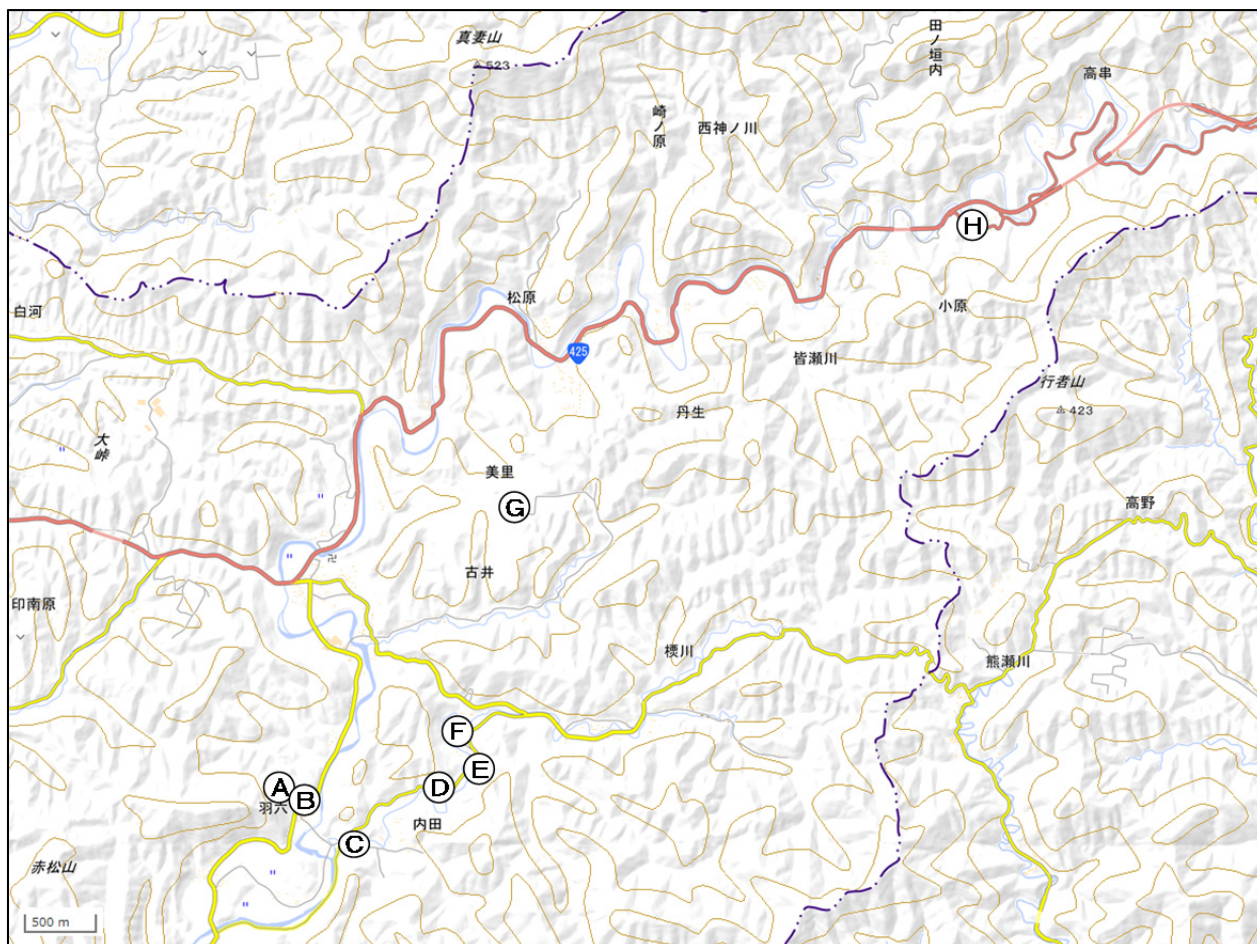 真妻山
523
田ノ垣内
高串
崎ノ原
西神ノ川
H
松原
小原
白河
425
皆瀬川
行者山
423
丹生
大峠
美里
G
高野
古井
印南原
檪川
熊瀬川
F
E
A
D
B
羽六
内田
C
赤松山
500 m